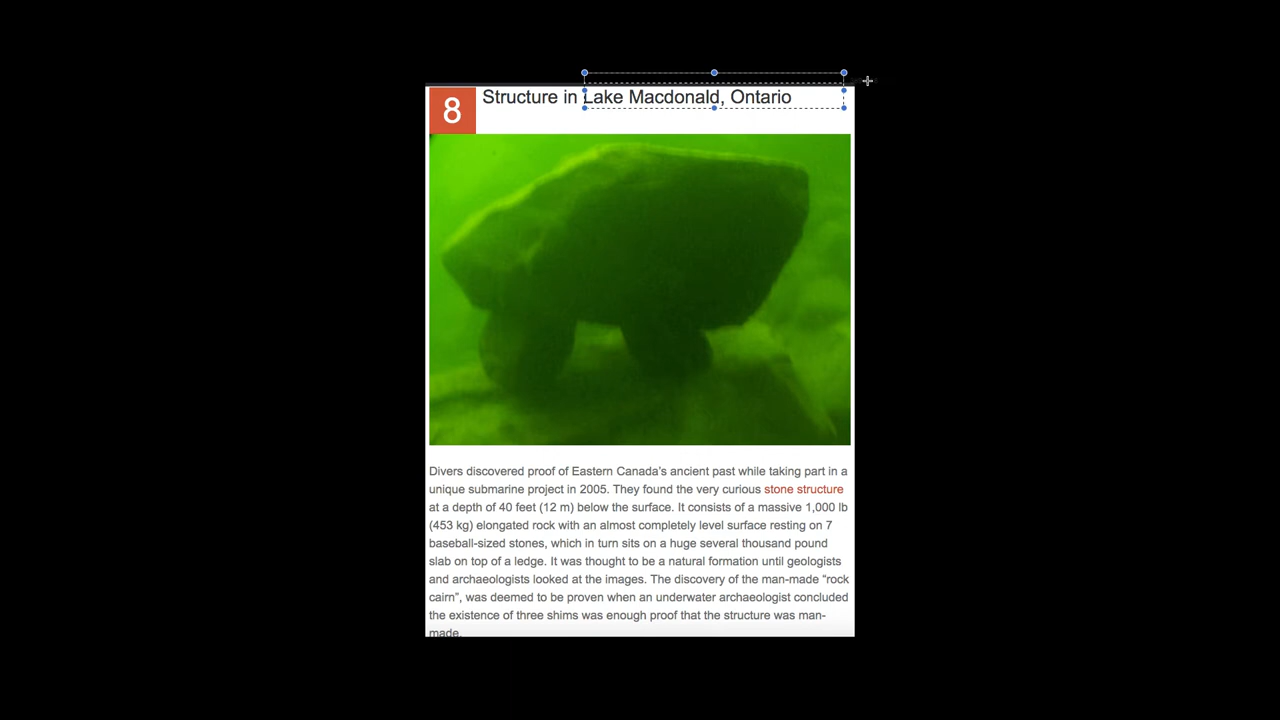 8
Structure in Lake Macdonald, Ontario
Divers discovered proof of Eastern Canada's ancient past while taking part in a
unique submarine project in 2005. They found the very curious stone structure
at a depth of 40 feet (12 m) below the surface. It consists of a massive 1,000 lb
(453 kg) elongated rock with an almost completely level surface resting on 7
baseball-sized stones, which in turn sits on a huge several thousand pound
slab on top of a ledge. It was thought to be a natural formation until geologists
and archaeologists looked at the images. The discovery of the man-made “rock
cairn”, was deemed to be proven when an underwater archaeologist concluded
the existence of three shims was enough proof that the structure was man-
made.